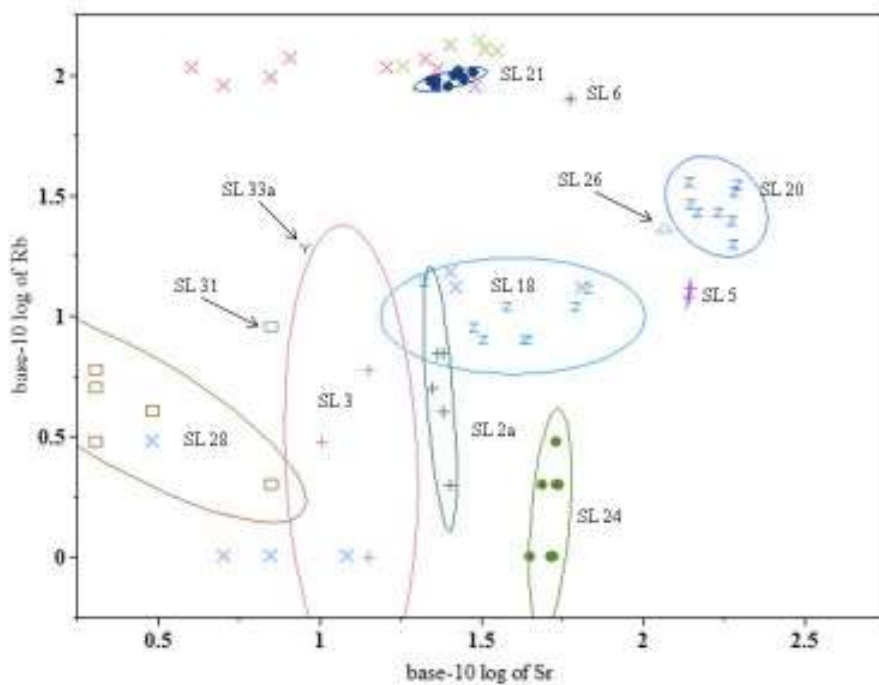 2
SL 21
SL 6
SL 33a
SL 26
SL 20
1.5
SL 31
SL 18
SL 5
1
SL 3
SL 28
SL 2a
0.5
SL 24
0
0.5
1
1.5
2
2.5
base-10 log of Rb
base-10 log of Sr